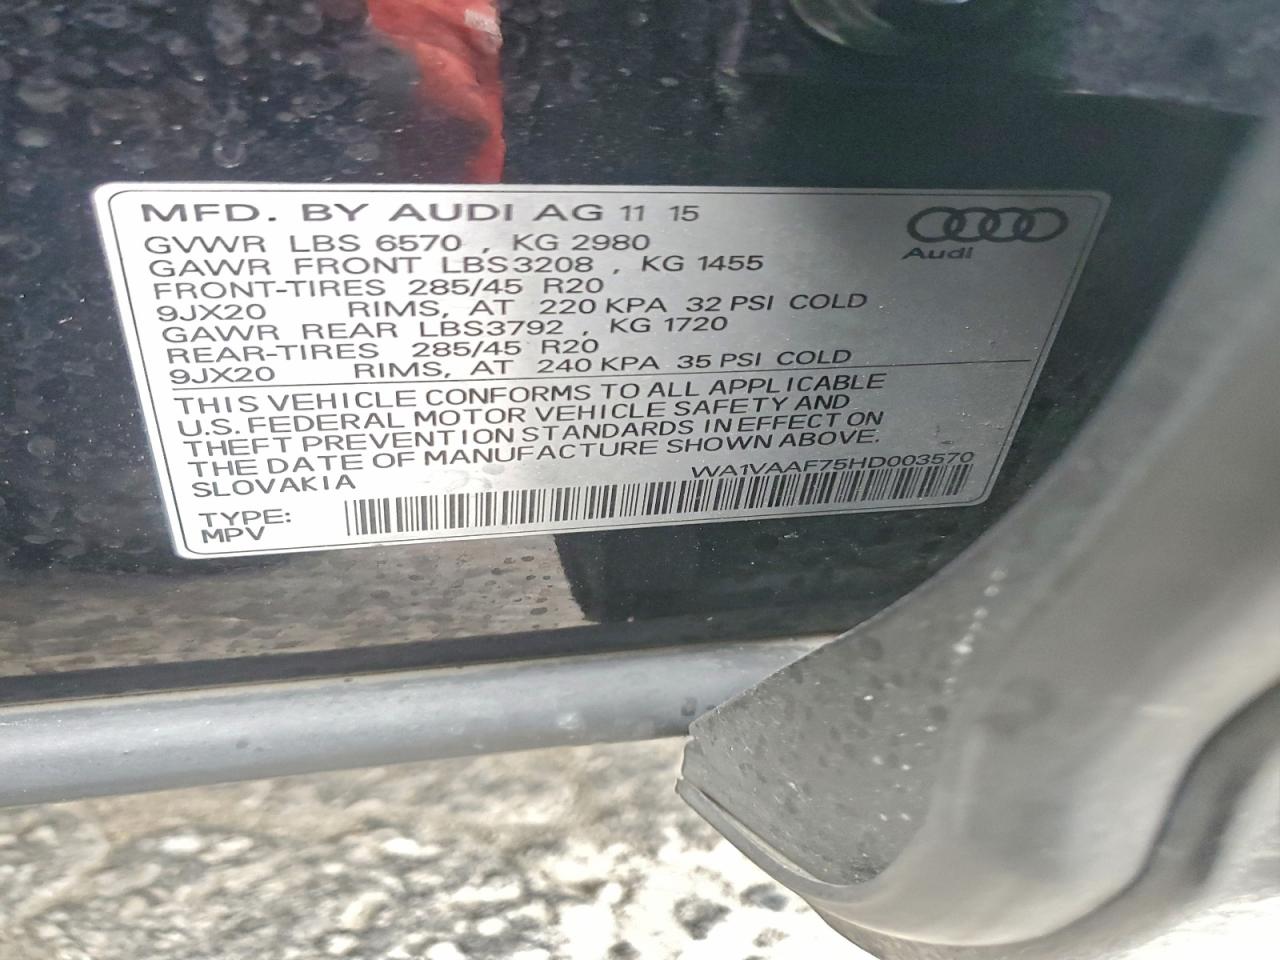 MFD. BY AUDI AG 11 15
Audi
GVWR LBS 6570 , KG 2980
GAWR FRONT LBS3208 , KG 1455
FRONT-TIRES 285/45 R20
9JX20 RIMS, AT 220 KPA 32 PSI COLD
GAWR REAR LBS3792 , KG 1720
REAR-TIRES 285/45 R20
9JX20 RIMS, AT 240 KPA 35 PSI COLD
THIS VEHICLE CONFORMS TO ALL APPLICABLE
U.S. FEDERAL MOTOR VEHICLE SAFETY AND
THEFT PREVENTION STANDARDS IN EFFECT ON
THE DATE OF MANUFACTURE SHOWN ABOVE.
SLOVAKIA WA1VAAF75HD003570
TYPE:
MPV